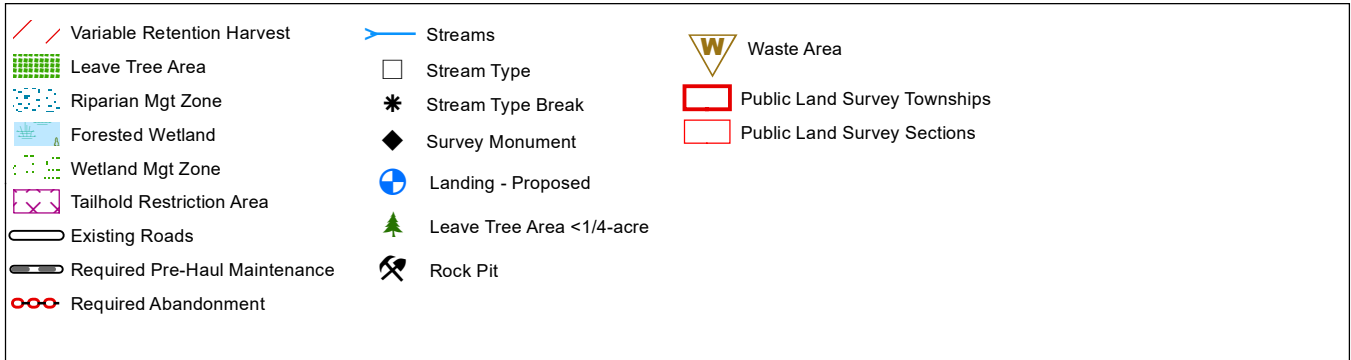 Variable Retention Harvest
Leave Tree Area
Riparian Mgt Zone
Forested Wetland
Wetland Mgt Zone
Tailhold Restriction Area
Existing Roads
Required Pre-Haul Maintenance
Required Abandonment
Streams
Stream Type
Stream Type Break
Survey Monument
Landing - Proposed
Leave Tree Area <1/4-acre
Rock Pit
W
Waste Area
Public Land Survey Townships
Public Land Survey Sections